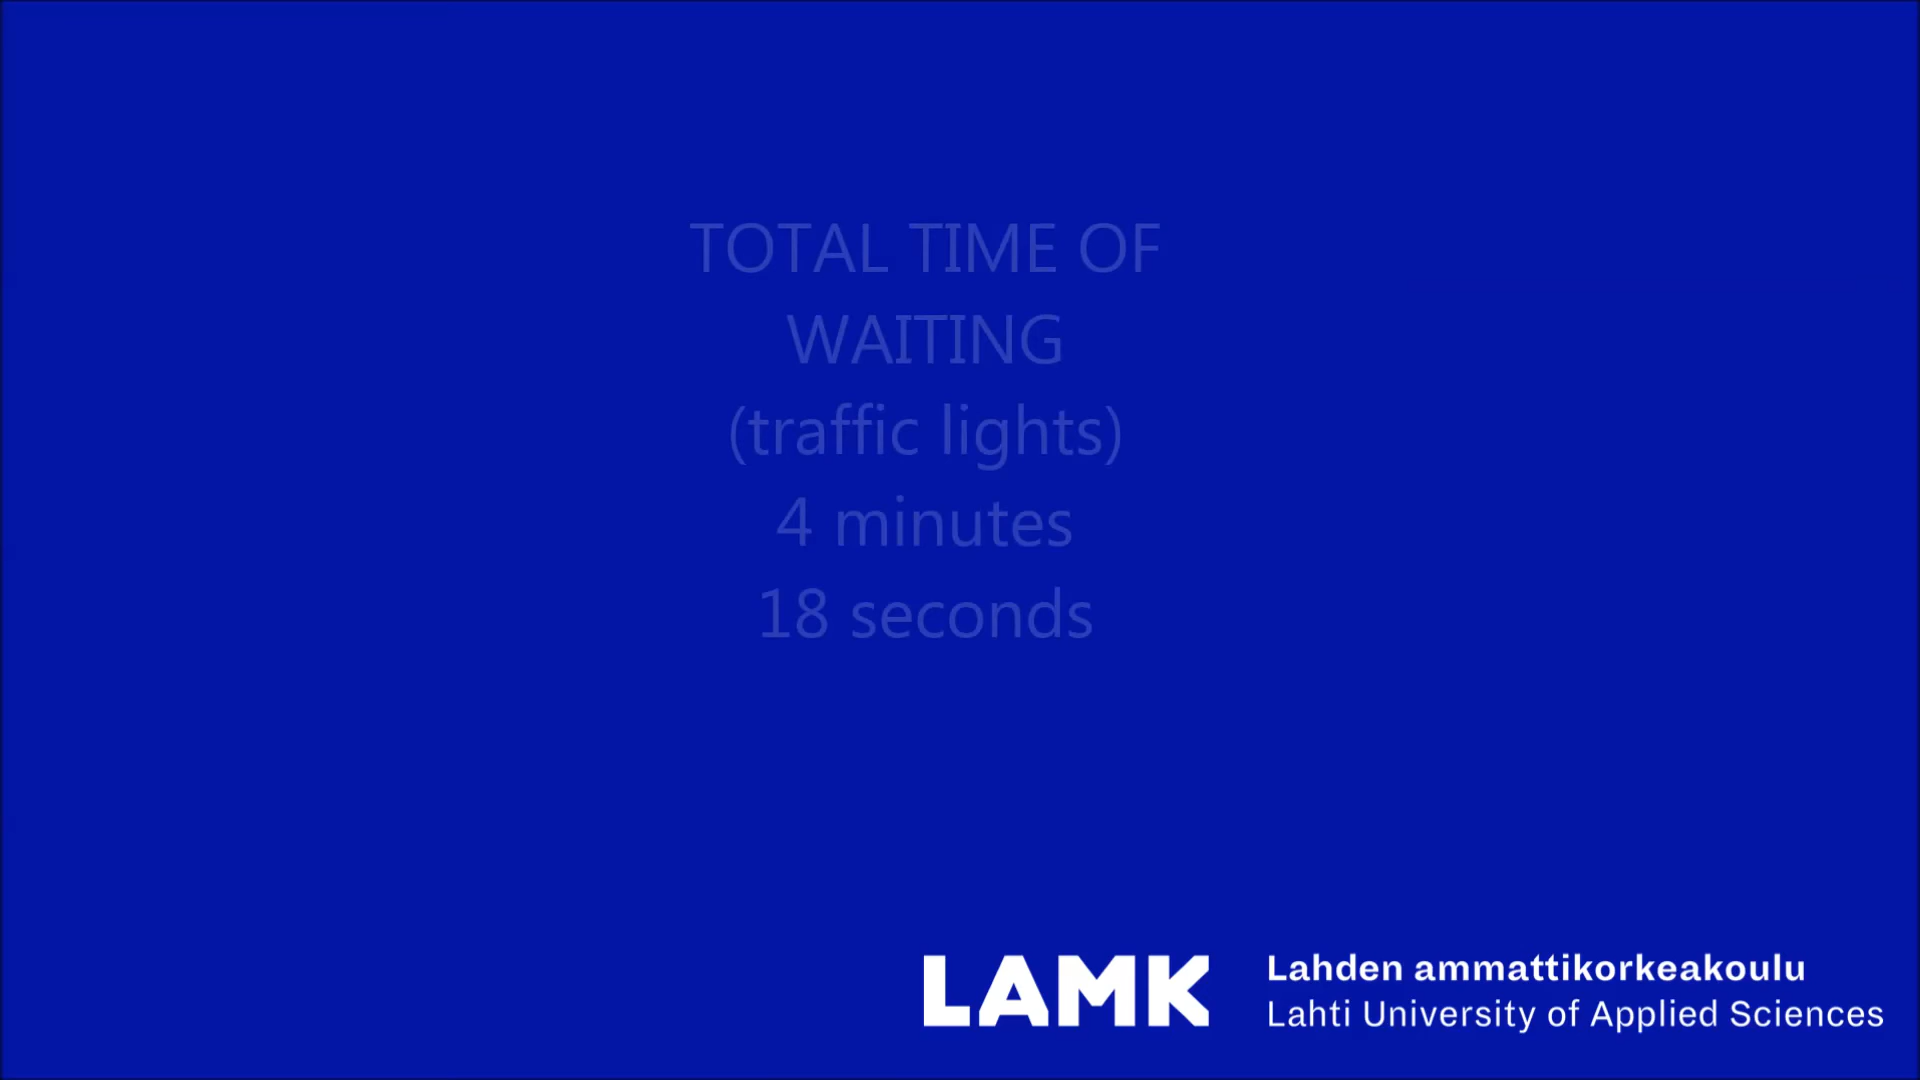 TOTAL TIME OF
WAITING
(traffic lights)
4 minutes
18 seconds
LAMK
Lahden ammattikorkeakoulu
Lahti University of Applied Sciences